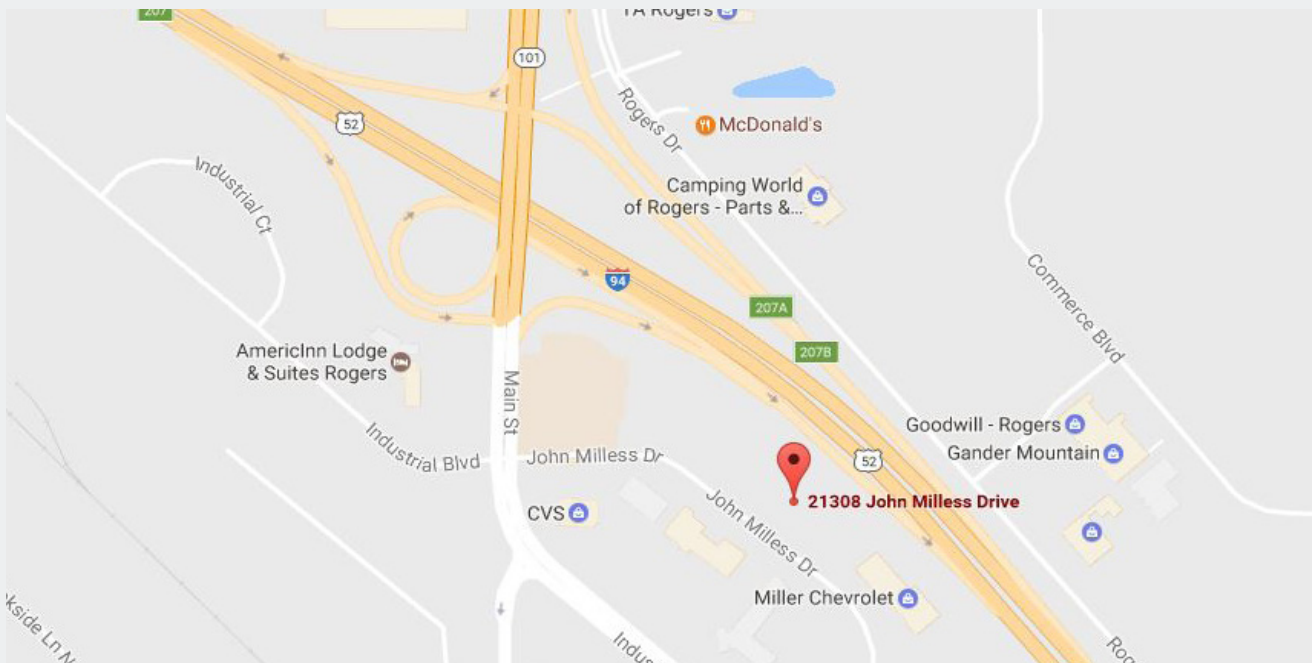 207
TA Rogers
101
52
Rogers Dr
McDonald's
Industrial Ct
Camping World
of Rogers - Parts &...
94
Commerce Blvd
207A
207B
AmericInn Lodge
& Suites Rogers
Main St
Goodwill - Rogers
Gander Mountain
Industrial Blvd
John Milless Dr
52
21308 John Milless Drive
John Milless Dr
CVS
Miller Chevrolet